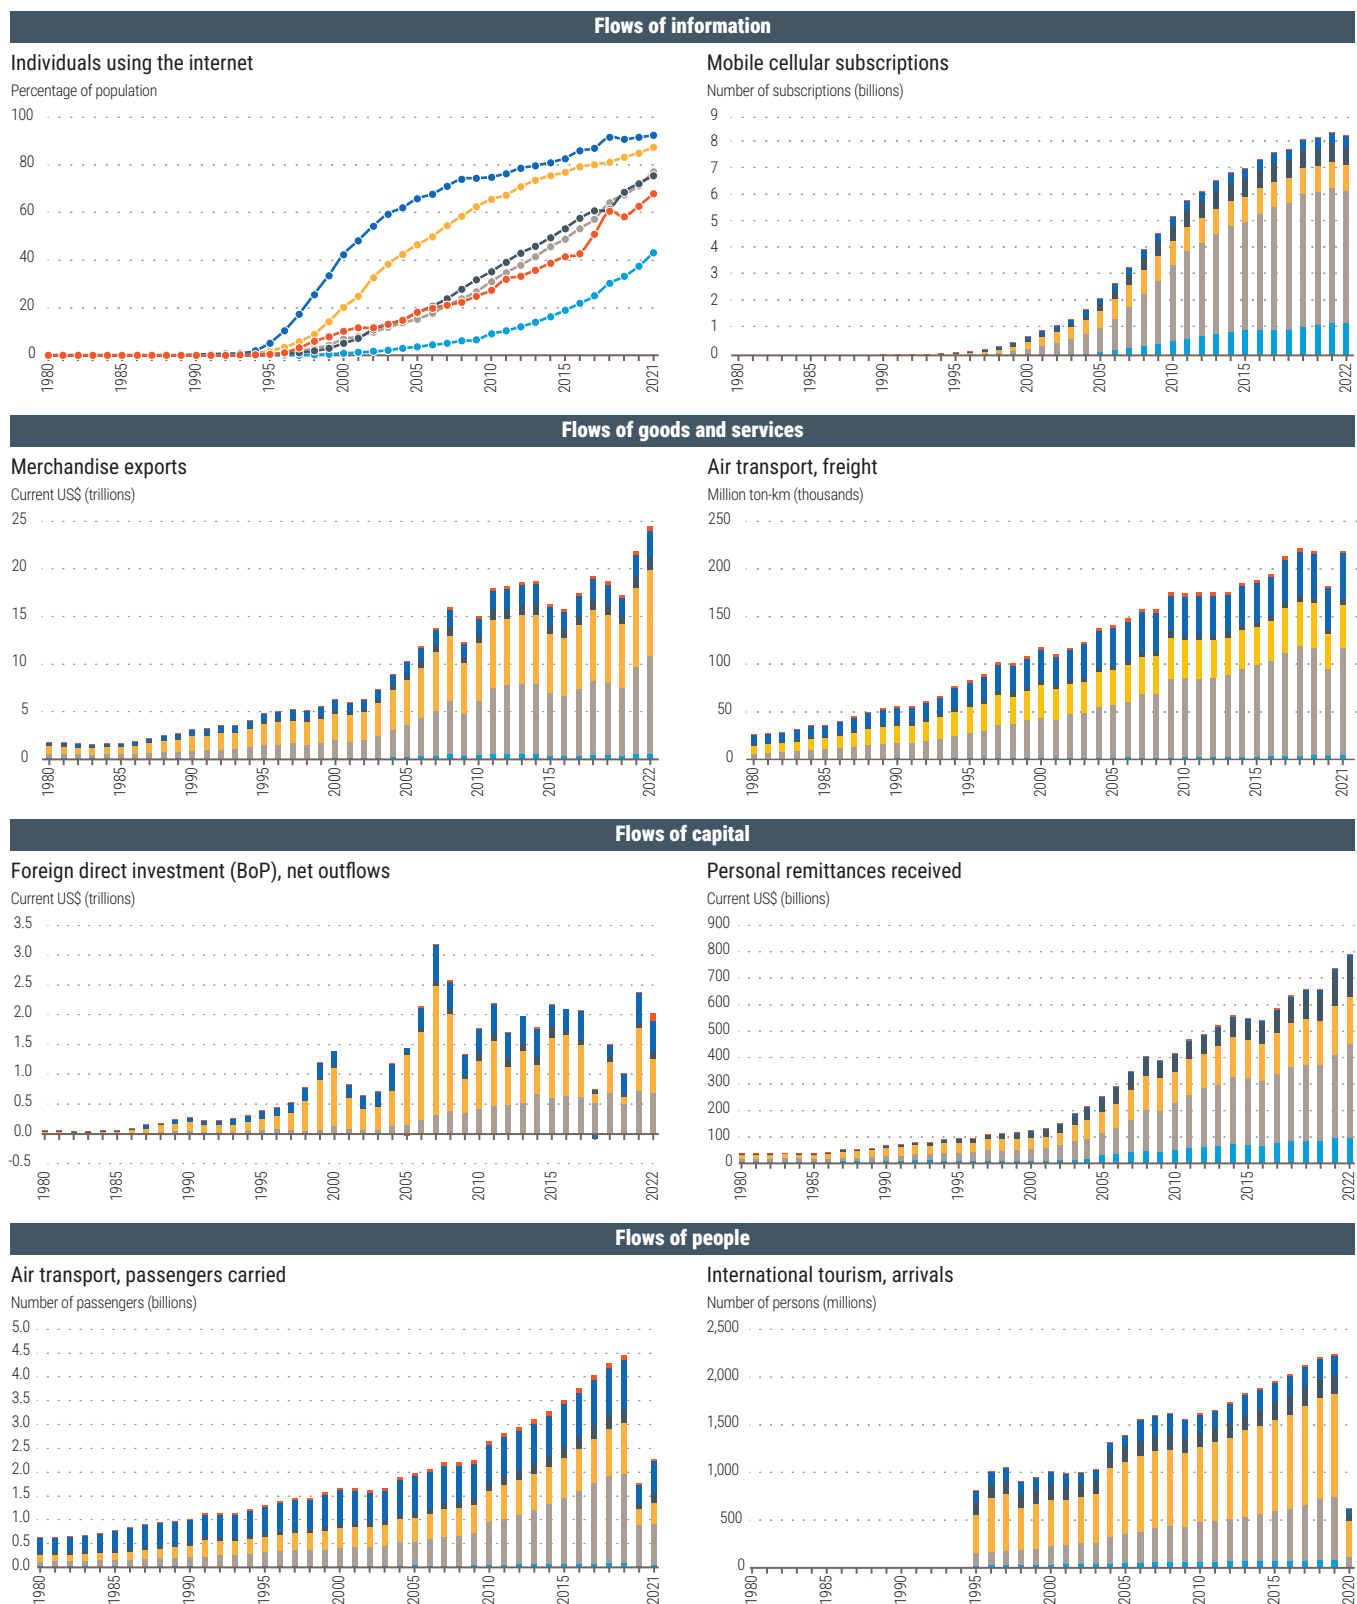 Flows of information
Individuals using the internet
Percentage of population
100
80
60
40
20
0
1980 1985 1990 1995 2000 2005 2010 2015 2021
Mobile cellular subscriptions
Number of subscriptions (billions)
9
8
7
6
5
4
3
2
1
0
1980 1985 1990 1995 2000 2005 2010 2015 2022
Flows of goods and services
Merchandise exports
Current US$ (trillions)
25
20
15
10
5
0
1980 1985 1990 1995 2000 2005 2010 2015 2022
Air transport, freight
Million ton-km (thousands)
250
200
150
100
50
0
1980 1985 1990 1995 2000 2005 2010 2015 2021
Flows of capital
Foreign direct investment (BoP), net outflows
Current US$ (trillions)
3.5
3.0
2.5
2.0
1.5
1.0
0.5
0.0
-0.5
1980 1985 1990 1995 2000 2005 2010 2015 2022
Personal remittances received
Current US$ (billions)
900
800
700
600
500
400
300
200
100
0
1980 1985 1990 1995 2000 2005 2010 2015 2022
Flows of people
Air transport, passengers carried
Number of passengers (billions)
5.0
4.5
4.0
3.5
3.0
2.5
2.0
1.5
1.0
0.5
0.0
1980 1985 1990 1995 2000 2005 2010 2015 2021
International tourism, arrivals
Number of persons (millions)
2,500
2,000
1,500
1,000
500
0
1980 1985 1990 1995 2000 2005 2010 2015 2020